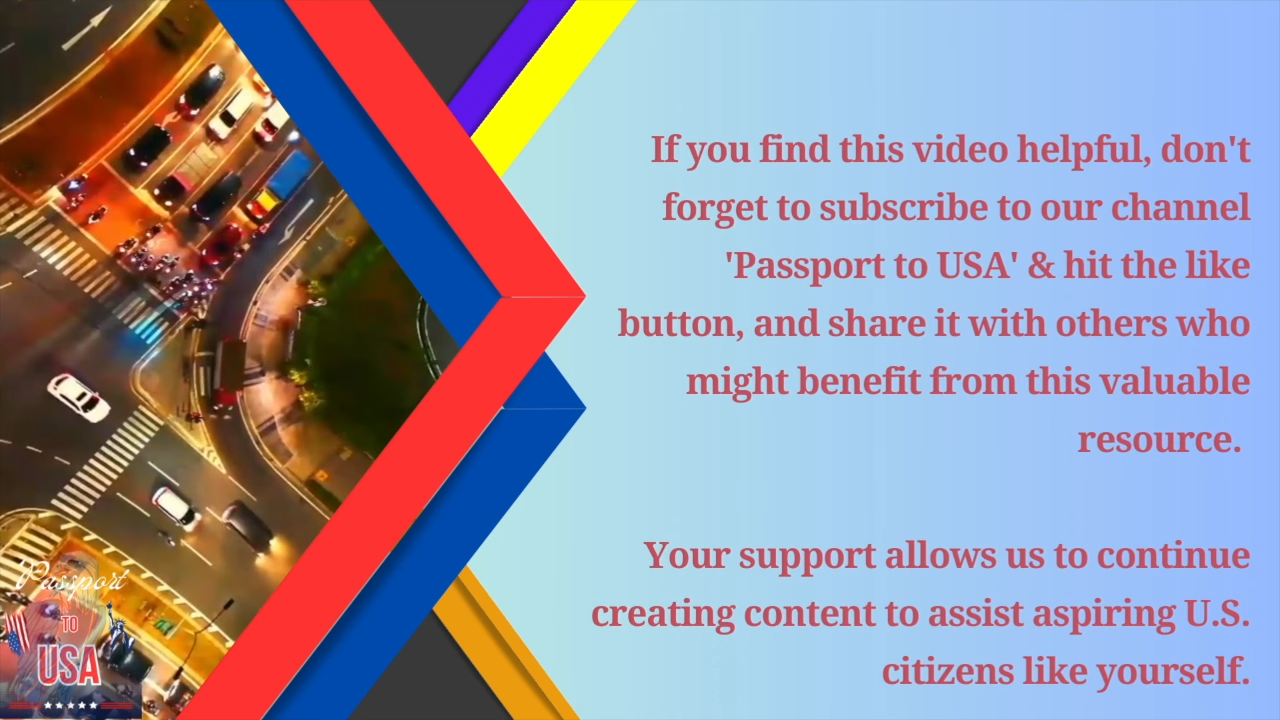 If you find this video helpful, don't
forget to subscribe to our channel
'Passport to USA' & hit the like
button, and share it with others who
might benefit from this valuable
resource.
Your support allows us to continue
creating content to assist aspiring U.S.
citizens like yourself.
Passport
TO
USA